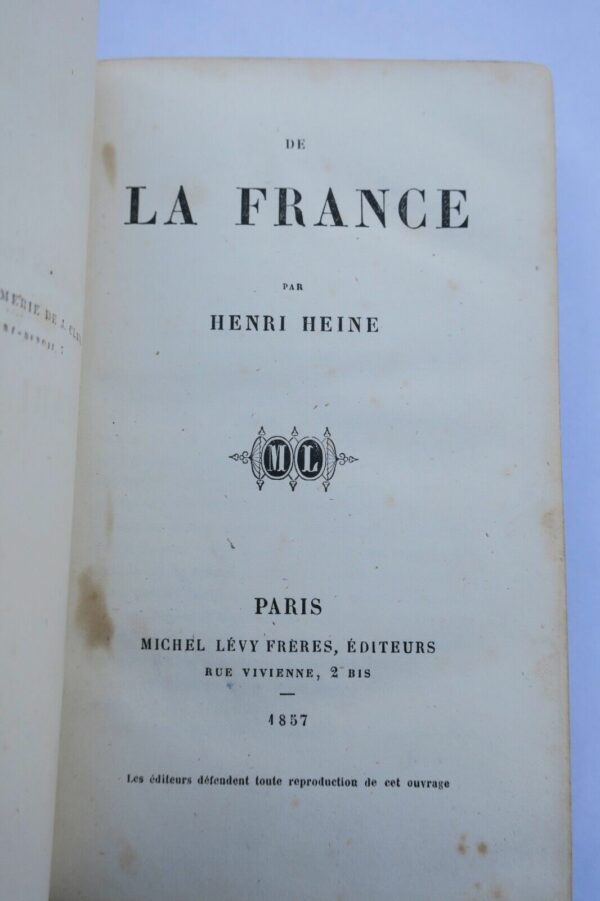 DE
LA FRANCE
PAR
HENRI HEINE
ML
PARIS
MICHEL LÉVY FRÈRES, ÉDITEURS
RUE VIVIENNE, 2 BIS
1857
Les éditeurs défendent toute reproduction de cet ouvrage